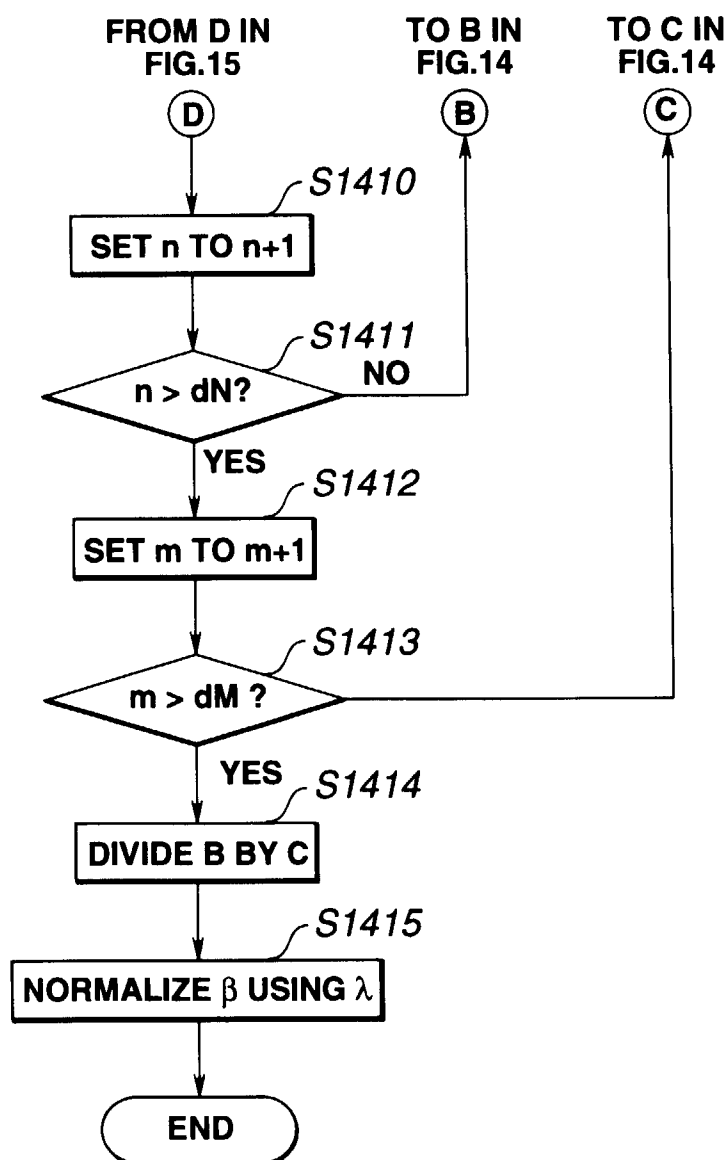 FROM D IN
FIG.15
TO B IN
FIG.14
TO C IN
FIG.14
D
B
C
S1410
SET n TO n+1
S1411
n > dN?
NO
YES
S1412
SET m TO m+1
S1413
m > dM ?
YES
S1414
DIVIDE B BY C
S1415
NORMALIZE β USING λ
END